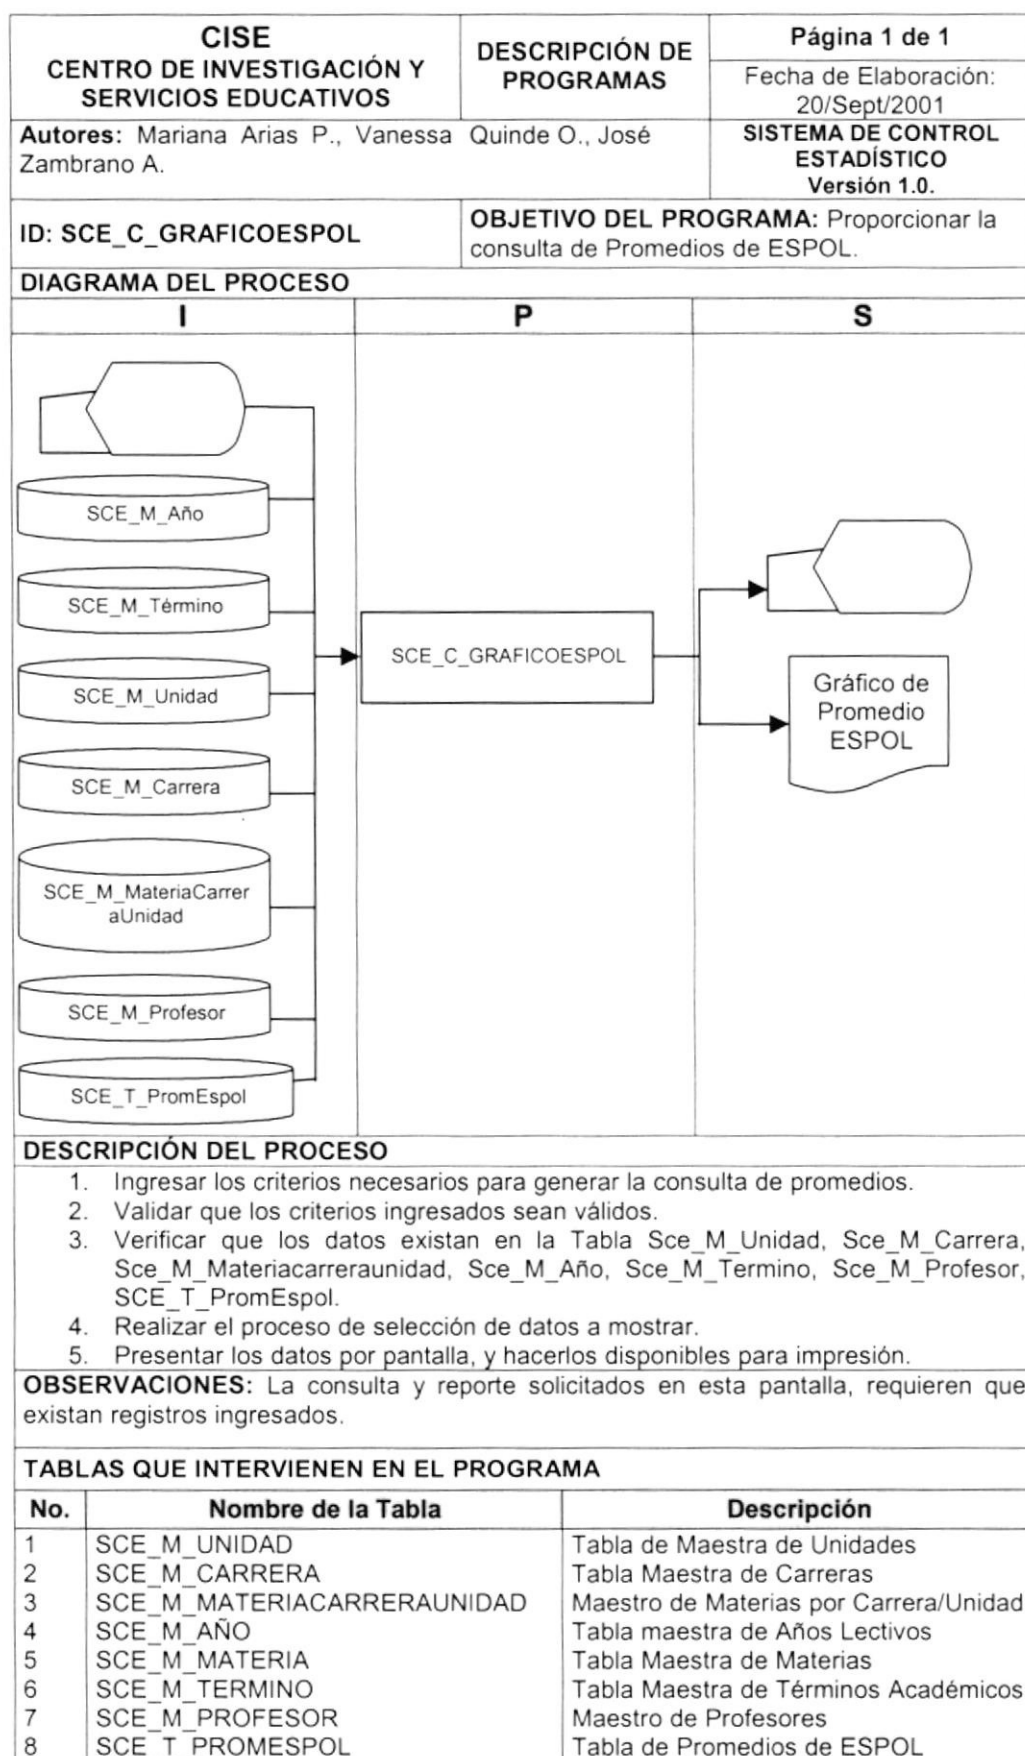 CISE
CENTRO DE INVESTIGACIÓN Y
SERVICIOS EDUCATIVOS
DESCRIPCIÓN DE
PROGRAMAS
Página 1 de 1
Fecha de Elaboración:
20/Sept/2001
Autores: Mariana Arias P., Vanessa Quinde O., José
Zambrano A.
SISTEMA DE CONTROL
ESTADÍSTICO
Versión 1.0.
ID: SCE_C_GRAFICOESPOL
OBJETIVO DEL PROGRAMA: Proporcionar la
consulta de Promedios de ESPOL.
DIAGRAMA DEL PROCESO
I
P
S
SCE_M_Año
SCE_M_Término
SCE_M_Unidad
SCE_M_Carrera
SCE_M_MateriaCarrer
aUnidad
SCE_M_Profesor
SCE_T_PromEspol
SCE_C_GRAFICOESPOL
Gráfico de
Promedio
ESPOL
DESCRIPCIÓN DEL PROCESO
1. Ingresar los criterios necesarios para generar la consulta de promedios.
2. Validar que los criterios ingresados sean válidos.
3. Verificar que los datos existan en la Tabla Sce_M_Unidad, Sce_M_Carrera,
Sce_M_Materiacarreraunidad, Sce_M_Año, Sce_M_Termino, Sce_M_Profesor,
SCE_T_PromEspol.
4. Realizar el proceso de selección de datos a mostrar.
5. Presentar los datos por pantalla, y hacerlos disponibles para impresión.
OBSERVACIONES: La consulta y reporte solicitados en esta pantalla, requieren que
existan registros ingresados.
TABLAS QUE INTERVIENEN EN EL PROGRAMA
No. Nombre de la Tabla Descripción
1 SCE_M_UNIDAD Tabla de Maestra de Unidades
2 SCE_M_CARRERA Tabla Maestra de Carreras
3 SCE_M_MATERIACARRERAUNIDAD Maestro de Materias por Carrera/Unidad
4 SCE_M_AÑO Tabla maestra de Años Lectivos
5 SCE_M_MATERIA Tabla Maestra de Materias
6 SCE_M_TERMINO Tabla Maestra de Términos Académicos
7 SCE_M_PROFESOR Maestro de Profesores
8 SCE_T_PROMESPOL Tabla de Promedios de ESPOL